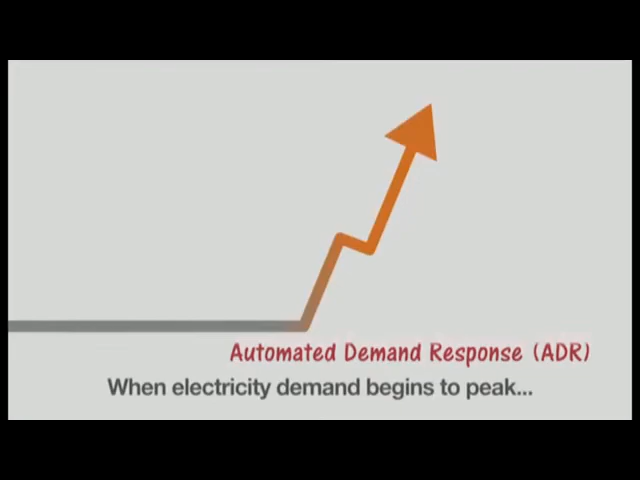 Automated Demand Response (ADR)
When electricity demand begins to peak...